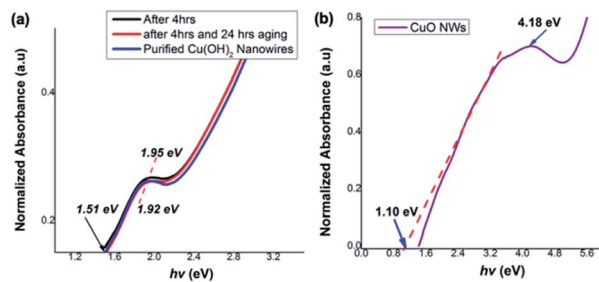 (a)
After 4hrs
after 4hrs and 24 hrs aging
Purified Cu(OH)₂ Nanowires
Normalized Absorbance (a.u)
0.4
0.2
1.95 eV
1.51 eV
1.92 eV
1.2 1.6 2.0 2.4 2.8 3.2
hv (eV)
(b)
CuO NWs
4.18 eV
Normalized Absorbance (a.u)
0.8
0.6
0.4
0.2
0.0
1.10 eV
0.8 1.6 2.4 3.2 4.0 4.8 5.6
hv (eV)